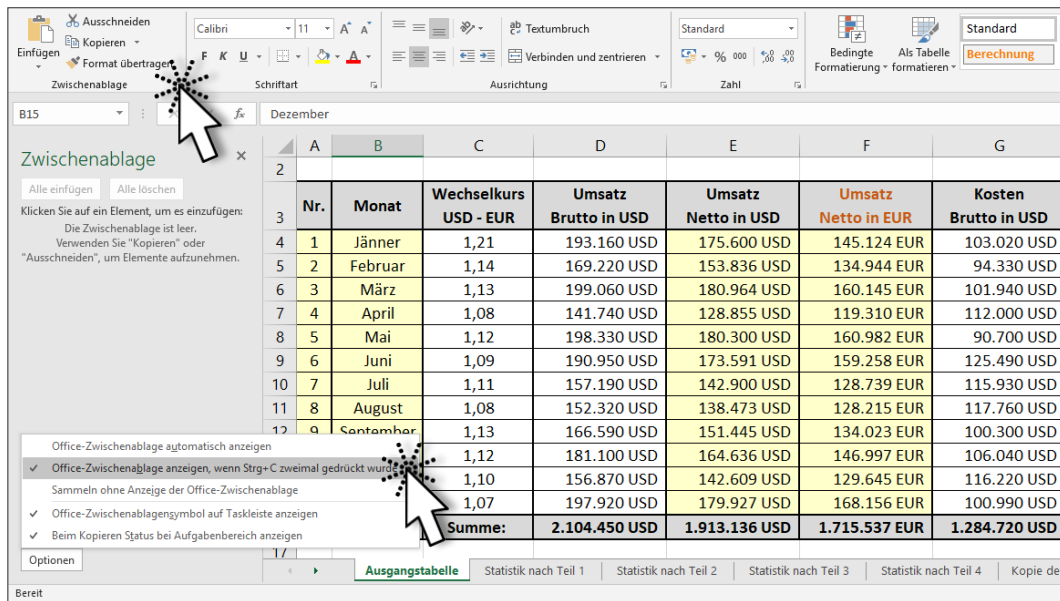 Ausschneiden
Kopieren
Format übertragen
Einfügen
Zwischenablage
Calibri 11 A A
F K U A
Schriftart
Textumbruch
Verbinden und zentrieren
Ausrichtung
Standard
% 000
Zahl
Bedingte Formatierung
Als Tabelle formatieren
Standard
Berechnung
B15 fx Dezember
Zwischenablage
Alle einfügen Alle löschen
Klicken Sie auf ein Element, um es einzufügen:
Die Zwischenablage ist leer.
Verwenden Sie "Kopieren" oder
"Ausschneiden", um Elemente aufzunehmen.
A B C D E F G
2
3 Nr. Monat Wechselkurs USD - EUR Umsatz Brutto in USD Umsatz Netto in USD Umsatz Netto in EUR Kosten Brutto in USD
4 1 Jänner 1,21 193.160 USD 175.600 USD 145.124 EUR 103.020 USD
5 2 Februar 1,14 169.220 USD 153.836 USD 134.944 EUR 94.330 USD
6 3 März 1,13 199.060 USD 180.964 USD 160.145 EUR 101.940 USD
7 4 April 1,08 141.740 USD 128.855 USD 119.310 EUR 112.000 USD
8 5 Mai 1,12 198.330 USD 180.300 USD 160.982 EUR 90.700 USD
9 6 Juni 1,09 190.950 USD 173.591 USD 159.258 EUR 125.490 USD
10 7 Juli 1,11 157.190 USD 142.900 USD 128.739 EUR 115.930 USD
11 8 August 1,08 152.320 USD 138.473 USD 128.215 EUR 117.760 USD
12 9 September 1,13 166.590 USD 151.445 USD 134.023 EUR 100.300 USD
1,12 181.100 USD 164.636 USD 146.997 EUR 106.040 USD
1,10 156.870 USD 142.609 USD 129.645 EUR 116.220 USD
1,07 197.920 USD 179.927 USD 168.156 EUR 100.990 USD
Summe: 2.104.450 USD 1.913.136 USD 1.715.537 EUR 1.284.720 USD
17
Office-Zwischenablage automatisch anzeigen
Office-Zwischenablage anzeigen, wenn Strg+C zweimal gedrückt wurde
Sammeln ohne Anzeige der Office-Zwischenablage
Office-Zwischenablagensymbol auf Taskleiste anzeigen
Beim Kopieren Status bei Aufgabenbereich anzeigen
Optionen
Ausgangstabelle Statistik nach Teil 1 Statistik nach Teil 2 Statistik nach Teil 3 Statistik nach Teil 4 Kopie de
Bereit